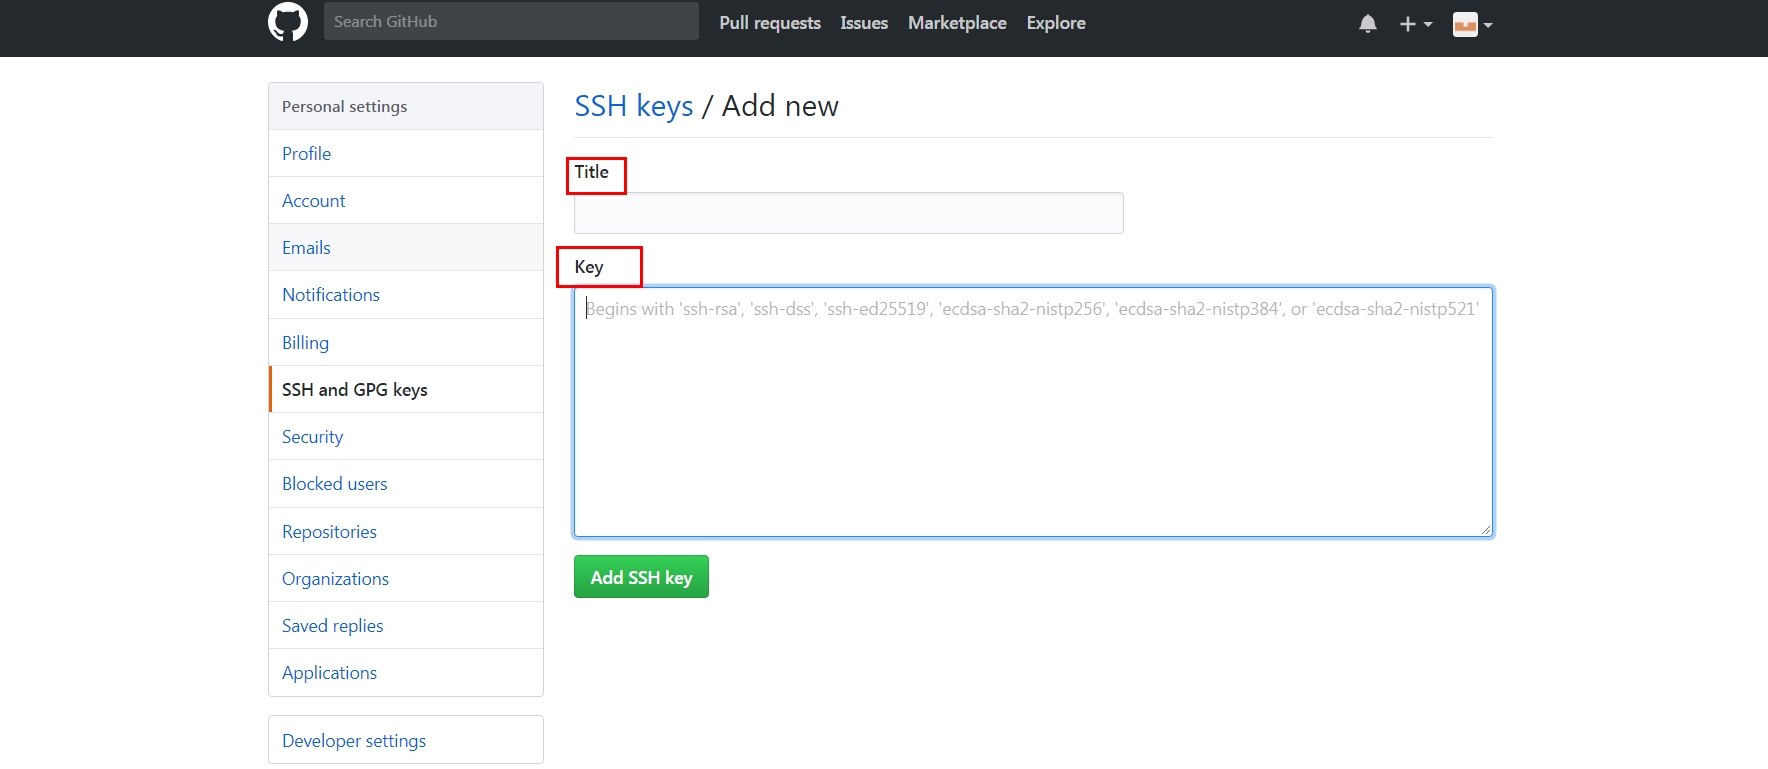 Search GitHub Pull requests Issues Marketplace Explore
Personal settings
Profile
Account
Emails
Notifications
Billing
SSH and GPG keys
Security
Blocked users
Repositories
Organizations
Saved replies
Applications
Developer settings
SSH keys / Add new
Title
Key
Begins with 'ssh-rsa', 'ssh-dss', 'ssh-ed25519', 'ecdsa-sha2-nistp256', 'ecdsa-sha2-nistp384', or 'ecdsa-sha2-nistp521'
Add SSH key